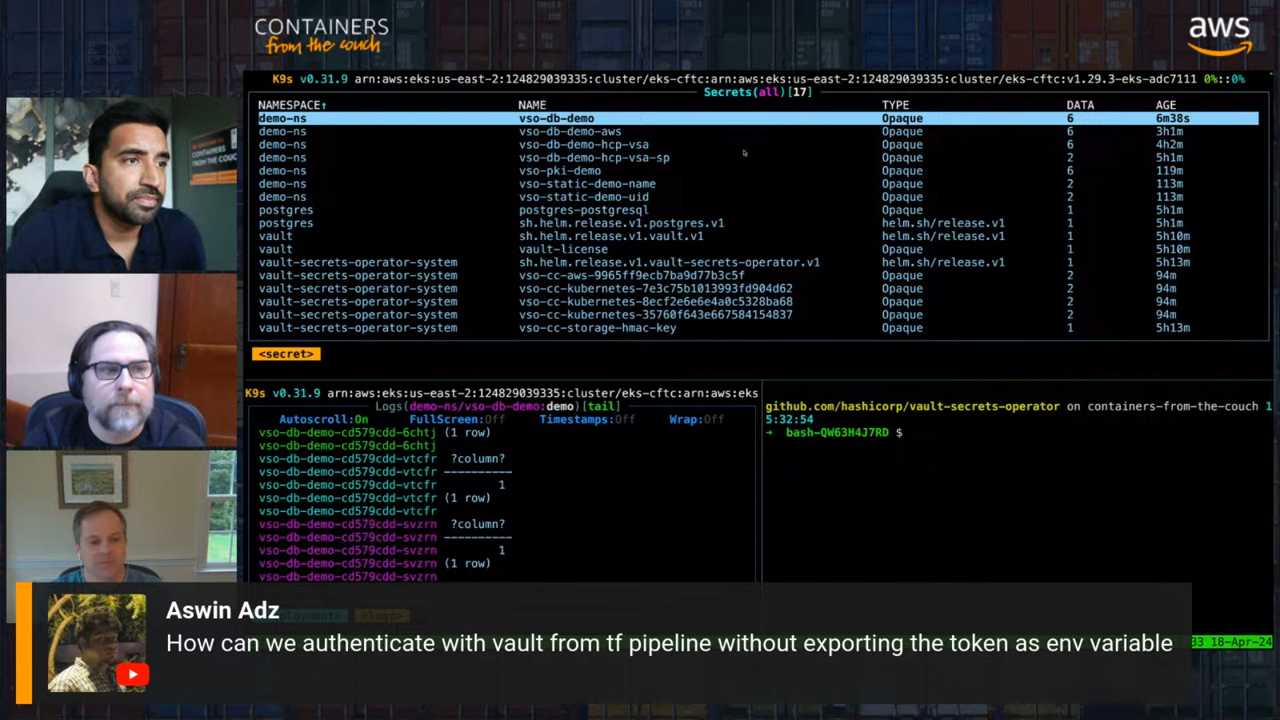 CONTAINERS
from the couch
aws
K9s v0.31.9 arn:aws:eks:us-east-2:124829039335:cluster/eks-cftc:arn:aws:eks:us-east-2:124829039335:cluster/eks-cftc:v1.29.3-eks-adc7111 0%::0%
Secrets(all)[17]
NAMESPACE↑ NAME TYPE DATA AGE
demo-ns vso-db-demo Opaque 6 6m38s
demo-ns vso-db-demo-aws Opaque 6 3h1m
demo-ns vso-db-demo-hcp-vsa Opaque 6 4h2m
demo-ns vso-db-demo-hcp-vsa-sp Opaque 2 5h1m
demo-ns vso-pki-demo Opaque 6 119m
demo-ns vso-static-demo-name Opaque 2 113m
demo-ns vso-static-demo-uid Opaque 2 113m
postgres postgres-postgresql Opaque 1 5h1m
postgres sh.helm.release.v1.postgres.v1 helm.sh/release.v1 1 5h1m
vault sh.helm.release.v1.vault.v1 helm.sh/release.v1 1 5h10m
vault vault-license Opaque 1 5h10m
vault-secrets-operator-system sh.helm.release.v1.vault-secrets-operator.v1 helm.sh/release.v1 1 5h13m
vault-secrets-operator-system vso-cc-aws-9965ff9ecb7ba9d77b3c5f Opaque 2 94m
vault-secrets-operator-system vso-cc-kubernetes-7e3c75b1013993fd904d62 Opaque 2 94m
vault-secrets-operator-system vso-cc-kubernetes-8ecf2e6e6e4a0c5328ba68 Opaque 2 94m
vault-secrets-operator-system vso-cc-kubernetes-35760f643e667584154837 Opaque 2 94m
vault-secrets-operator-system vso-cc-storage-hmac-key Opaque 1 5h13m
<secret>
K9s v0.31.9 arn:aws:eks:us-east-2:124829039335:cluster/eks-cftc:arn:aws:eks
Logs(demo-ns/vso-db-demo:demo)[tail]
Autoscroll:On FullScreen:Off Timestamps:Off Wrap:Off
vso-db-demo-cd579cdd-6chtj (1 row)
vso-db-demo-cd579cdd-6chtj
vso-db-demo-cd579cdd-vtcfr ?column?
vso-db-demo-cd579cdd-vtcfr ----------
vso-db-demo-cd579cdd-vtcfr 1
vso-db-demo-cd579cdd-vtcfr (1 row)
vso-db-demo-cd579cdd-vtcfr
vso-db-demo-cd579cdd-svzrn ?column?
vso-db-demo-cd579cdd-svzrn ----------
vso-db-demo-cd579cdd-svzrn 1
vso-db-demo-cd579cdd-svzrn (1 row)
vso-db-demo-cd579cdd-svzrn
github.com/hashicorp/vault-secrets-operator on containers-from-the-couch 1
5:32:54
→ bash-QW63H4J7RD $
33 18-Apr-24
Aswin Adz
How can we authenticate with vault from tf pipeline without exporting the token as env variable